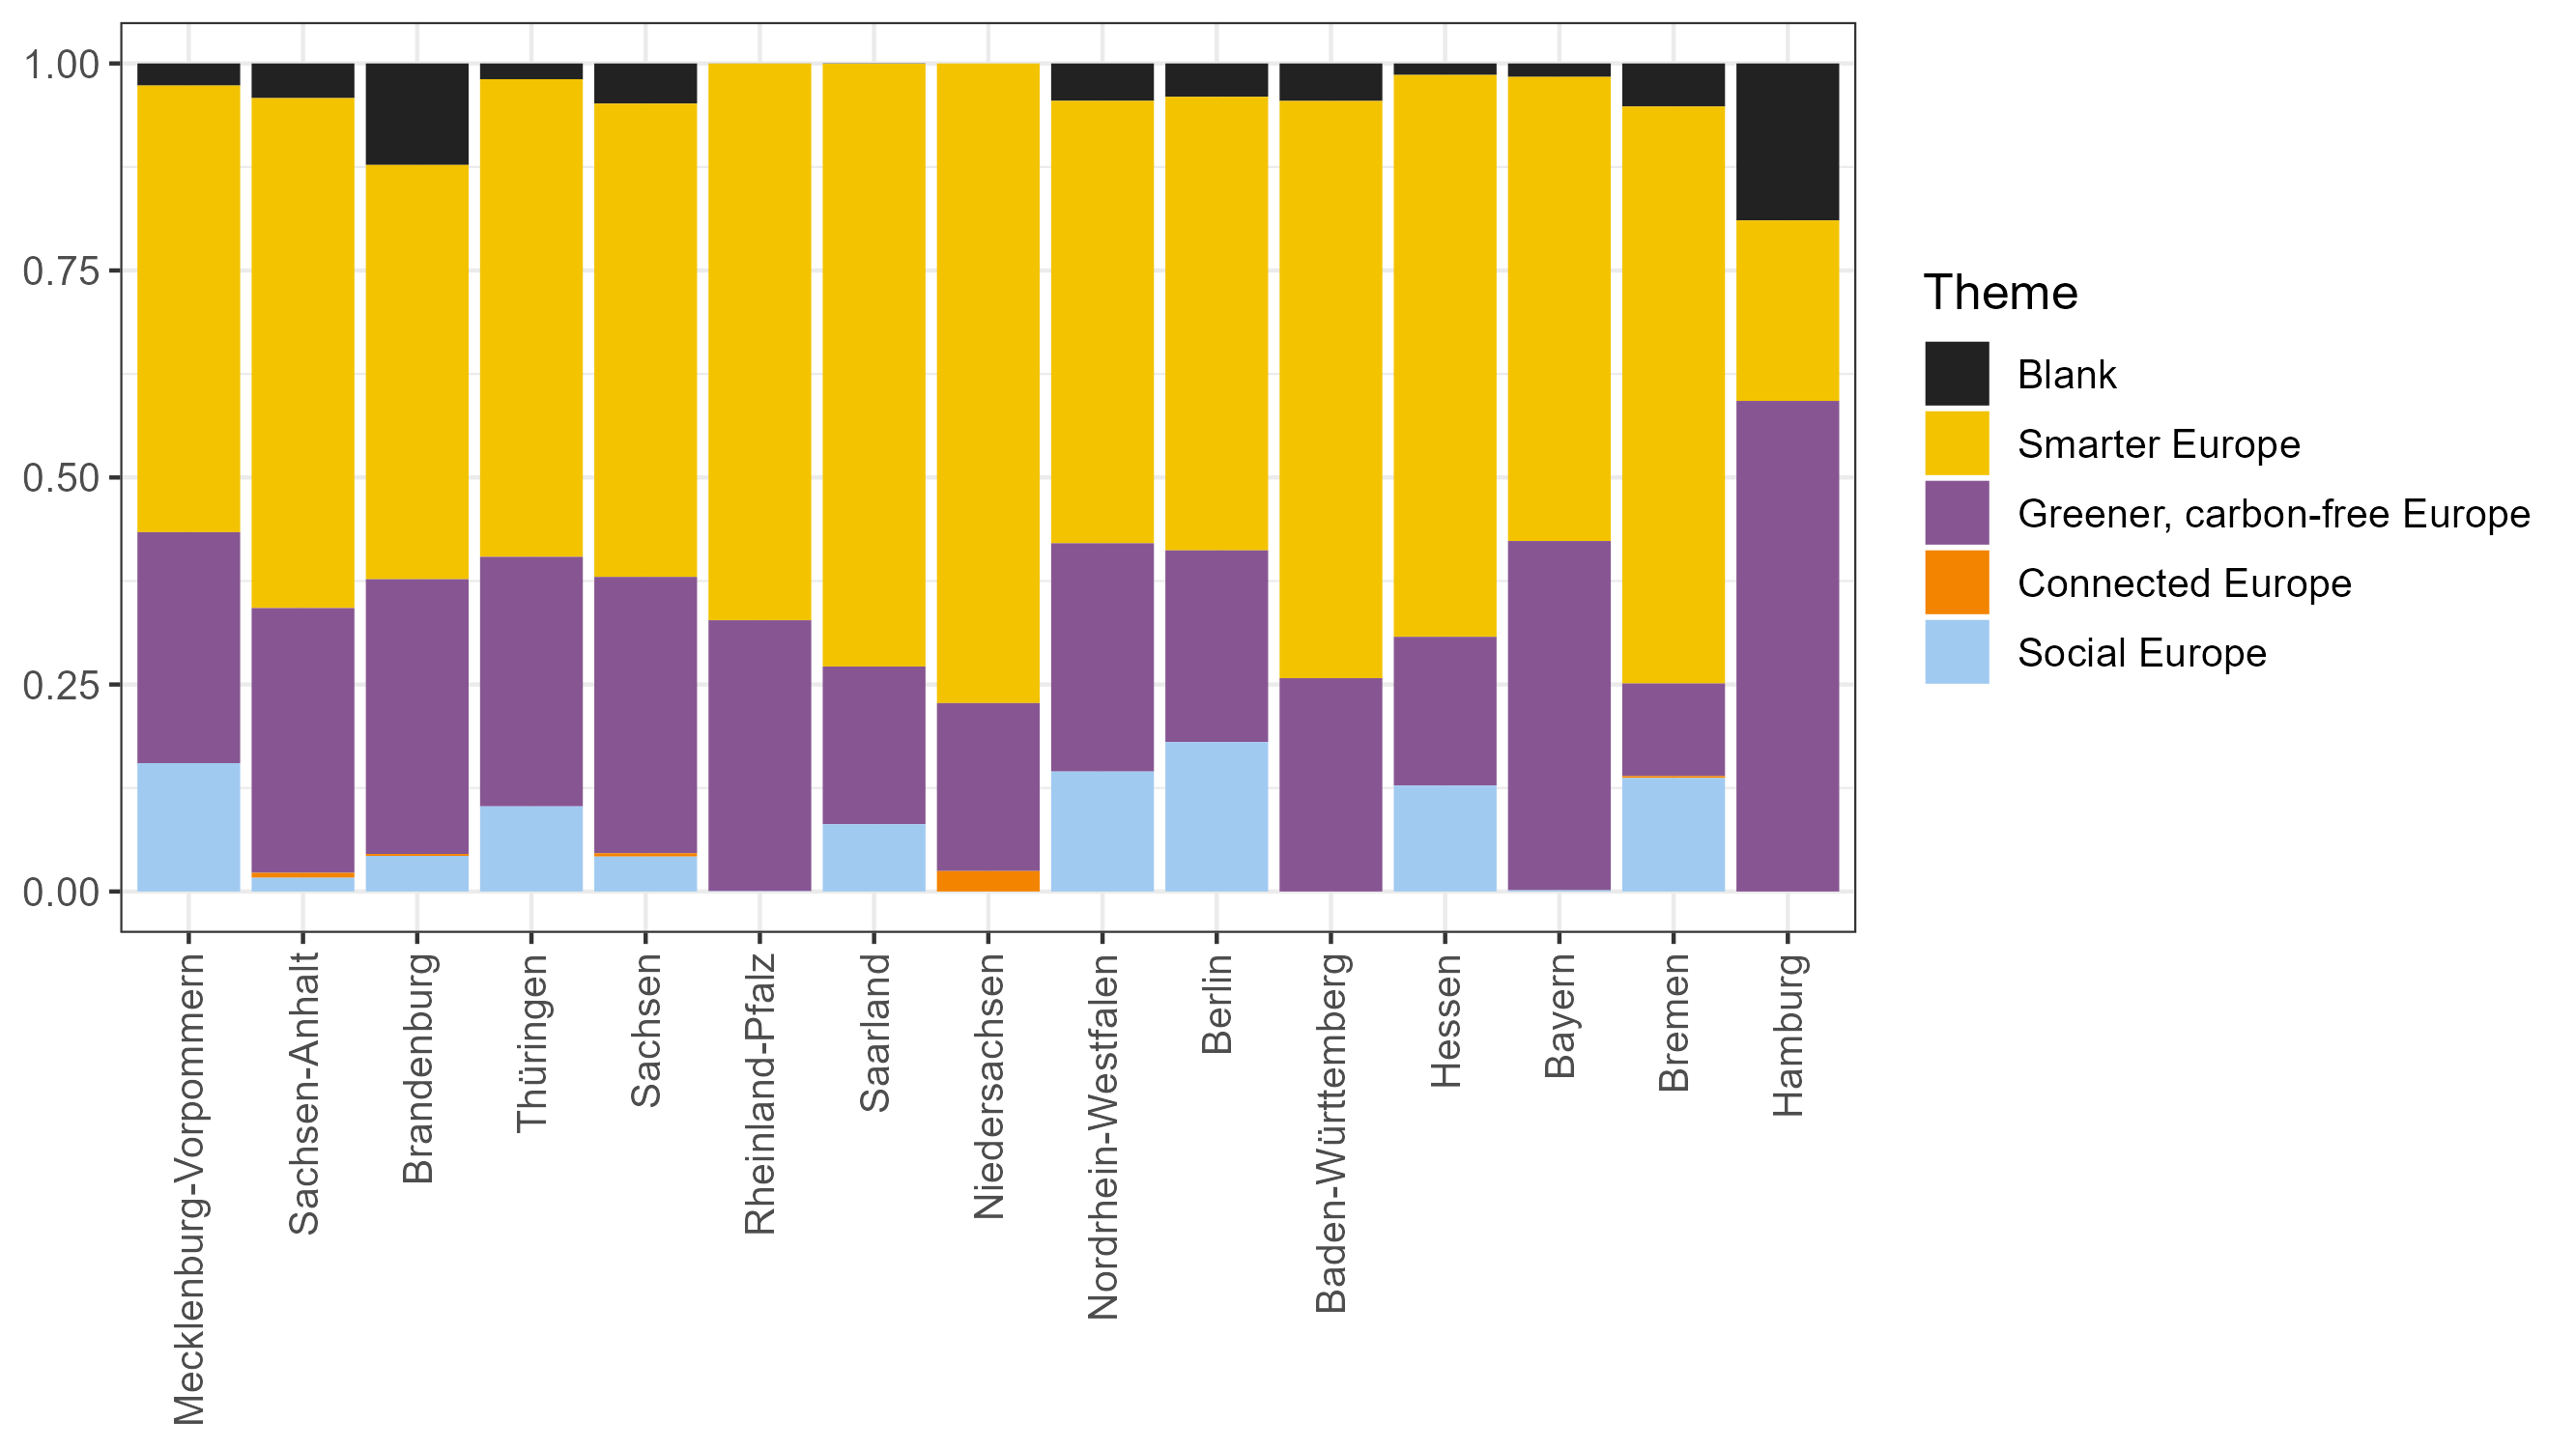 1.00
0.75
0.50
0.25
0.00
Mecklenburg-Vorpommern
Sachsen-Anhalt
Brandenburg
Thüringen
Sachsen
Rheinland-Pfalz
Saarland
Niedersachsen
Nordrhein-Westfalen
Berlin
Baden-Württemberg
Hessen
Bayern
Bremen
Hamburg
Theme
Blank
Smarter Europe
Greener, carbon-free Europe
Connected Europe
Social Europe